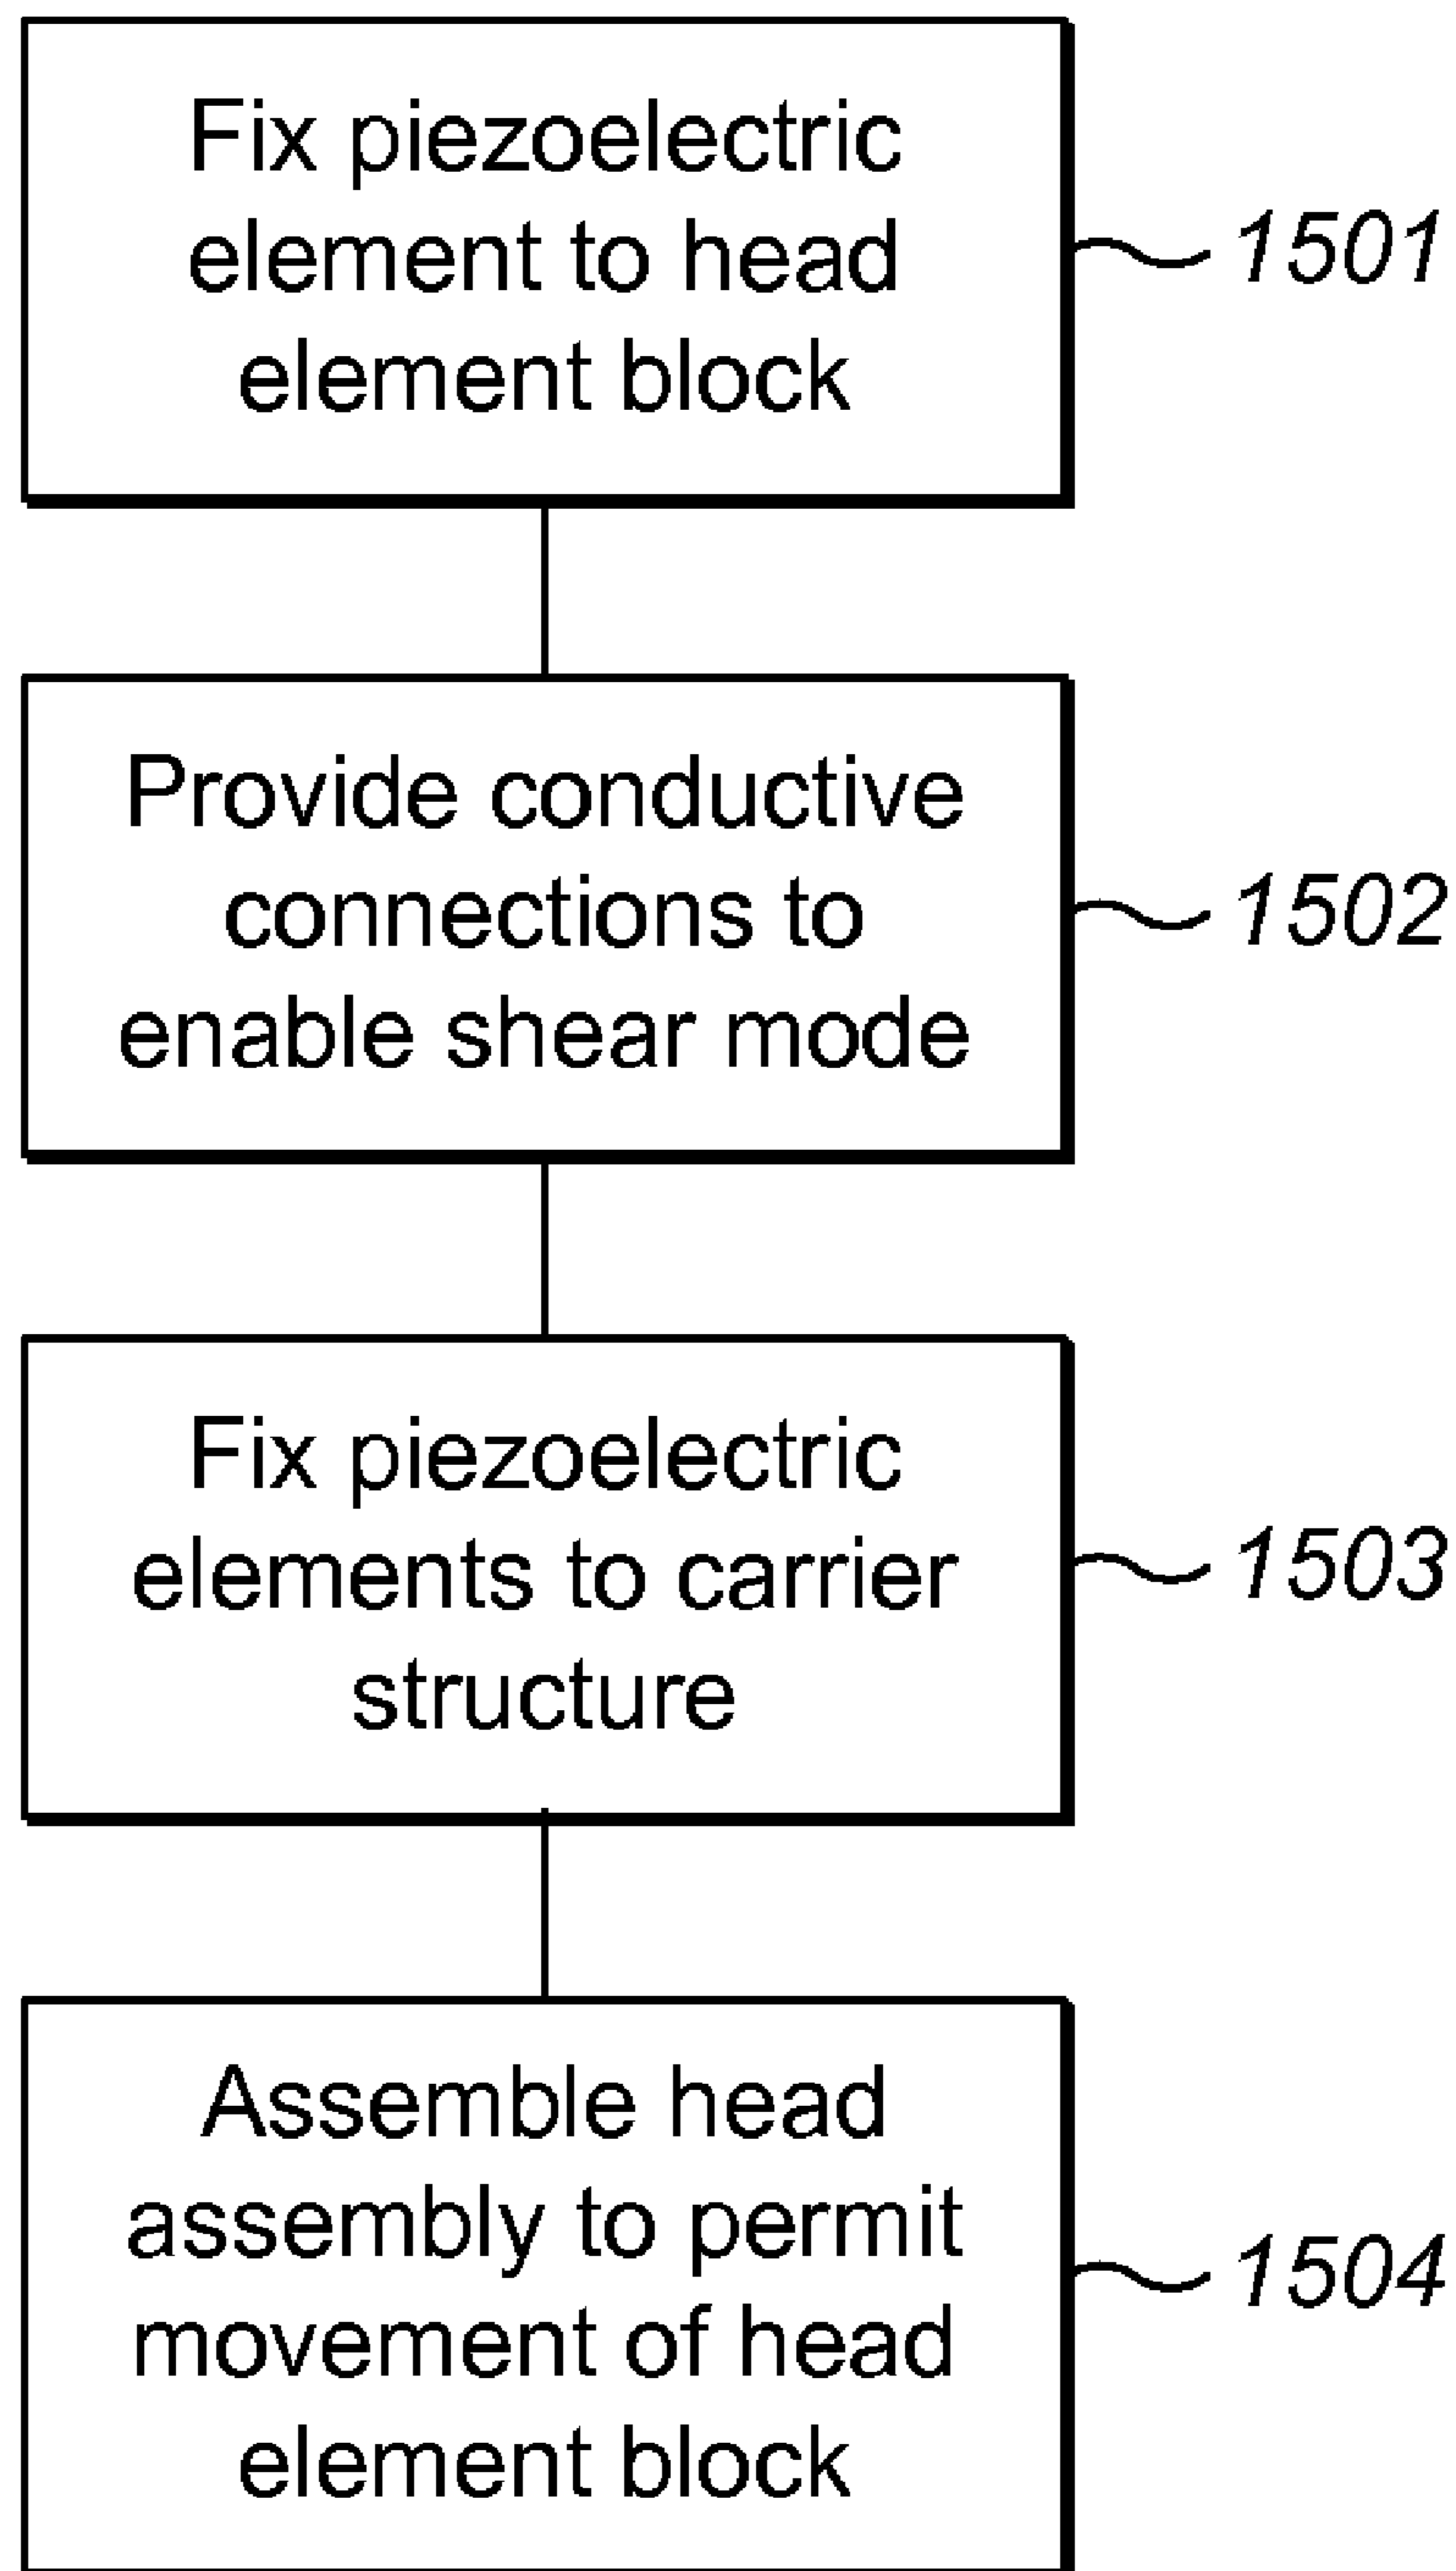 Fix piezoelectric
element to head
element block
1501
Provide conductive
connections to
enable shear mode
1502
Fix piezoelectric
elements to carrier
structure
1503
Assemble head
assembly to permit
movement of head
element block
1504